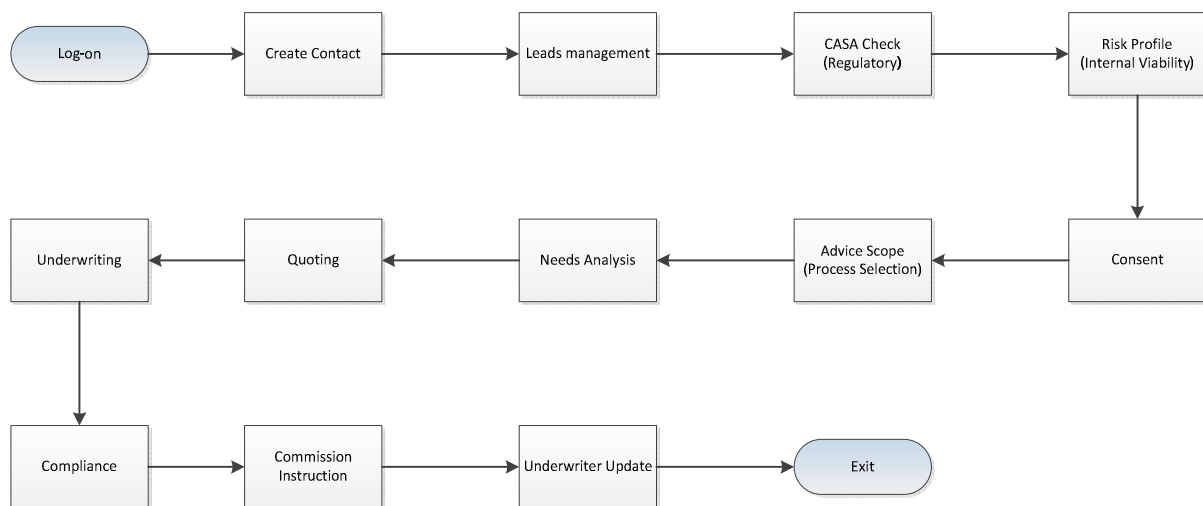 Log-on
Create Contact
Leads management
CASA Check
(Regulatory)
Risk Profile
(Internal Viability)
Consent
Advice Scope
(Process Selection)
Needs Analysis
Quoting
Underwriting
Compliance
Commission
Instruction
Underwriter Update
Exit